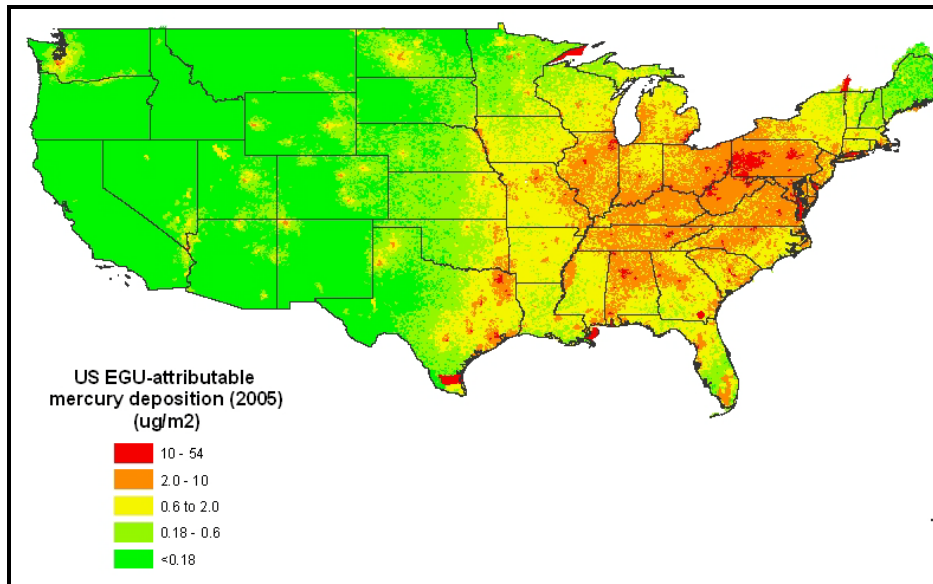 US EGU-attributable
mercury deposition (2005)
(ug/m2)
10 - 54
2.0 - 10
0.6 to 2.0
0.18 - 0.6
<0.18